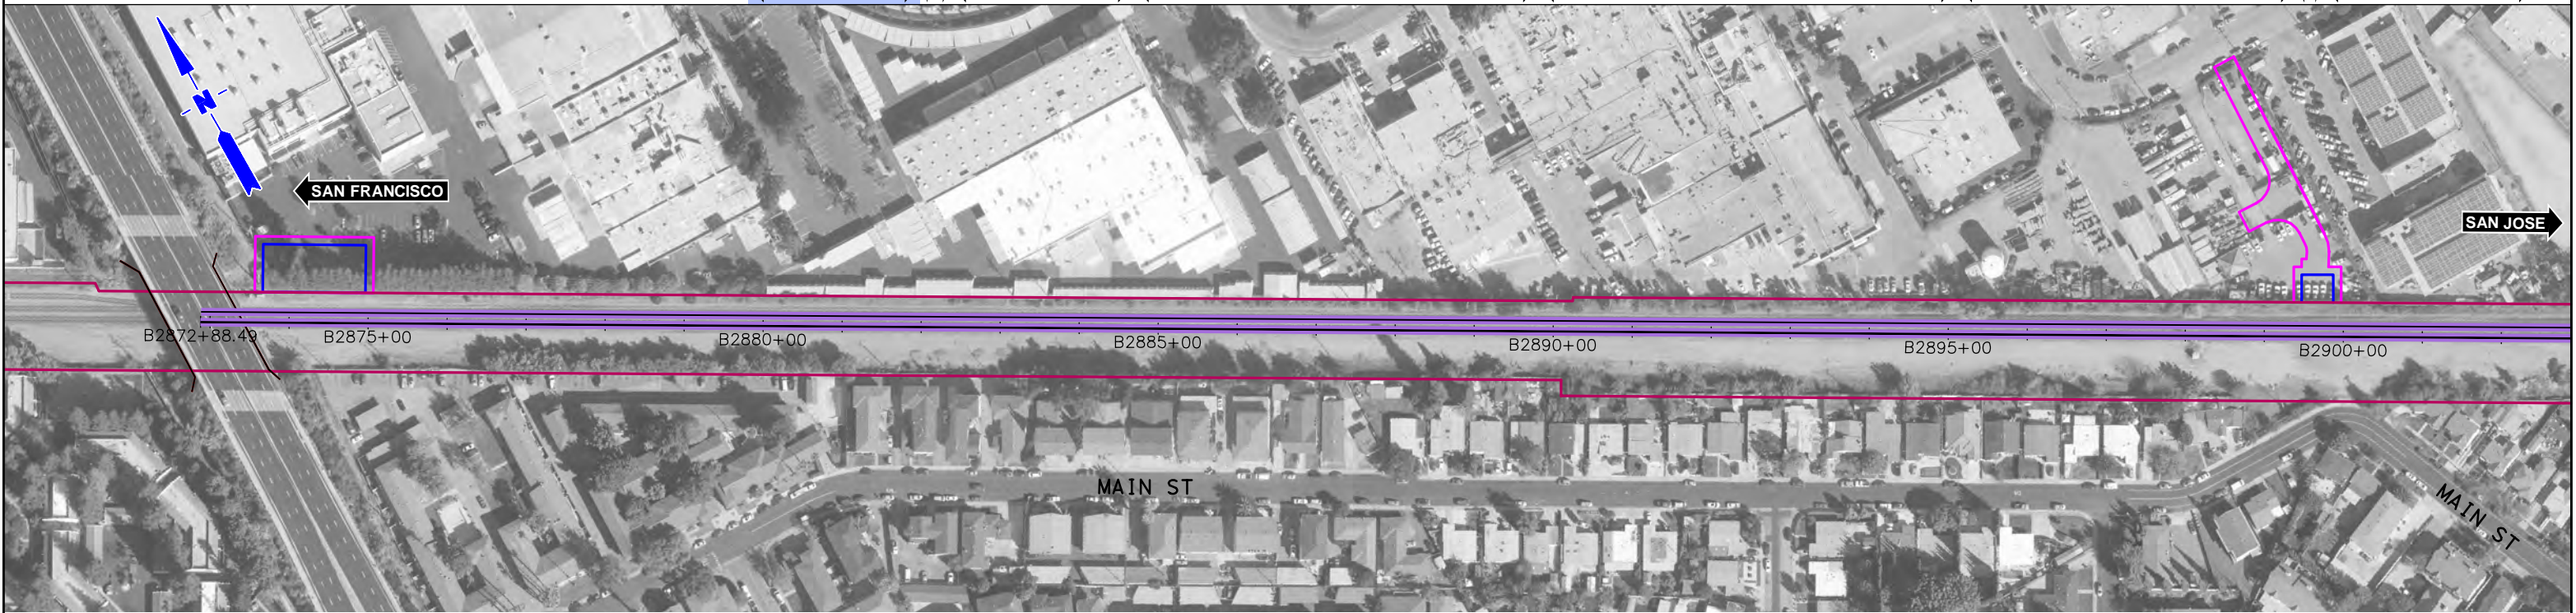 N
SAN FRANCISCO
SAN JOSE
B2872+88.49
B2875+00
B2880+00
B2885+00
B2890+00
B2895+00
B2900+00
MAIN ST
MAIN ST